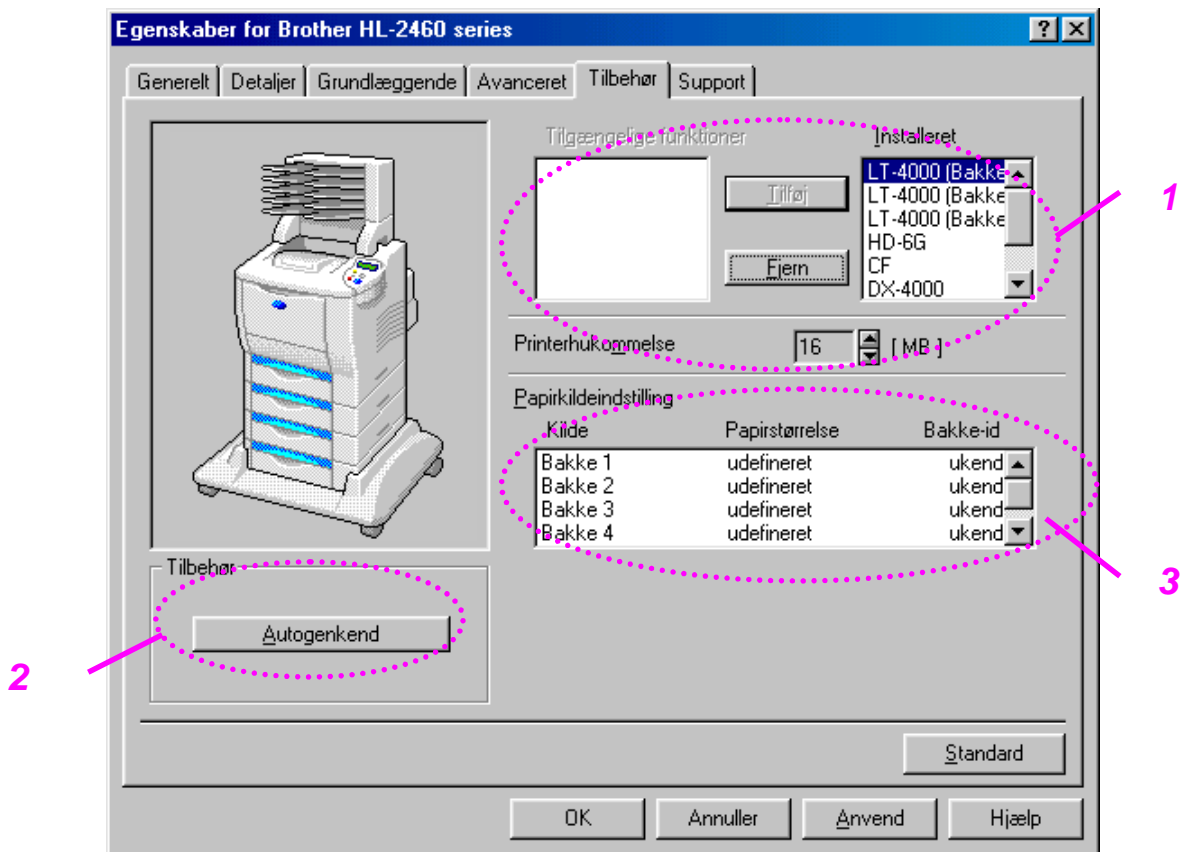 Egenskaber for Brother HL-2460 series
Generelt Detaljer Grundlæggende Avanceret Tilbehør Support
Tilgængelige funktioner Installeret
LT-4000 (Bakke
LT-4000 (Bakke
LT-4000 (Bakke
HD-6G
CF
DX-4000
Tilføj
Fjern
1
Printerhukommelse 16 [ MB ]
Papirkildeindstilling
Kilde Papirstørrelse Bakke-id
Bakke 1 udefineret ukend
Bakke 2 udefineret ukend
Bakke 3 udefineret ukend
Bakke 4 udefineret ukend
3
Tilbehør
Autogenkend
2
Standard
OK Annuller Anvend Hjælp